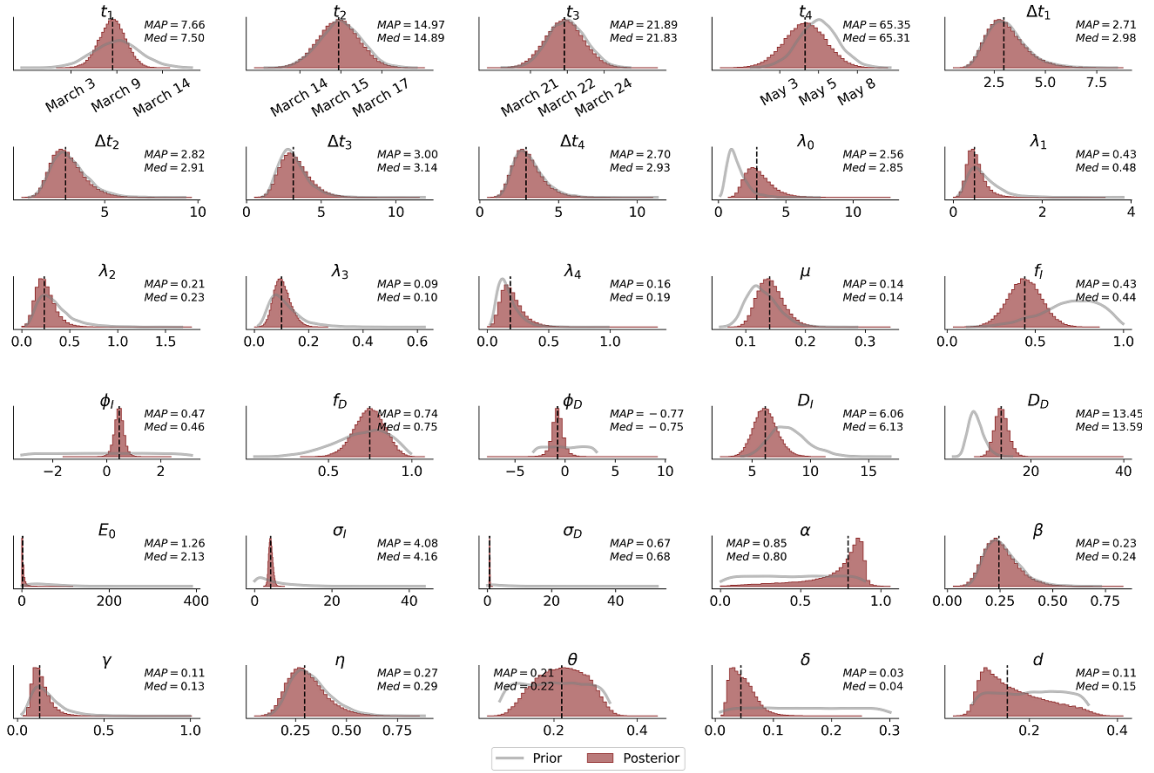 t₁
MAP = 7.66
Med = 7.50
March 3
March 9
March 14
t₂
MAP = 14.97
Med = 14.89
March 14
March 15
March 17
t₃
MAP = 21.89
Med = 21.83
March 21
March 22
March 24
t₄
MAP = 65.35
Med = 65.31
May 3
May 5
May 8
Δt₁
MAP = 2.71
Med = 2.98
2.5 5.0 7.5
Δt₂
MAP = 2.82
Med = 2.91
5 10
Δt₃
MAP = 3.00
Med = 3.14
0 5 10
Δt₄
MAP = 2.70
Med = 2.93
0 5 10
λ₀
MAP = 2.56
Med = 2.85
0 5 10
λ₁
MAP = 0.43
Med = 0.48
0 2 4
λ₂
MAP = 0.21
Med = 0.23
0.0 0.5 1.0 1.5
λ₃
MAP = 0.09
Med = 0.10
0.0 0.2 0.4 0.6
λ₄
MAP = 0.16
Med = 0.19
0.0 0.5 1.0
μ
MAP = 0.14
Med = 0.14
0.1 0.2 0.3
f_I
MAP = 0.43
Med = 0.44
0.0 0.5 1.0
ϕ_I
MAP = 0.47
Med = 0.46
−2 0 2
f_D
MAP = 0.74
Med = 0.75
0.5 1.0
ϕ_D
MAP = −0.77
Med = −0.75
−5 0 5
D_I
MAP = 6.06
Med = 6.13
5 10 15
D_D
MAP = 13.45
Med = 13.59
20 40
E₀
MAP = 1.26
Med = 2.13
0 200 400
σ_I
MAP = 4.08
Med = 4.16
0 20 40
σ_D
MAP = 0.67
Med = 0.68
0 20 40
α
MAP = 0.85
Med = 0.80
0.0 0.5 1.0
β
MAP = 0.23
Med = 0.24
0.00 0.25 0.50 0.75
γ
MAP = 0.11
Med = 0.13
0.0 0.5 1.0
η
MAP = 0.27
Med = 0.29
0.25 0.50 0.75
θ
MAP = 0.21
Med = 0.22
0.2 0.4
δ
MAP = 0.03
Med = 0.04
0.0 0.1 0.2 0.3
d
MAP = 0.11
Med = 0.15
0.2 0.4
Prior Posterior